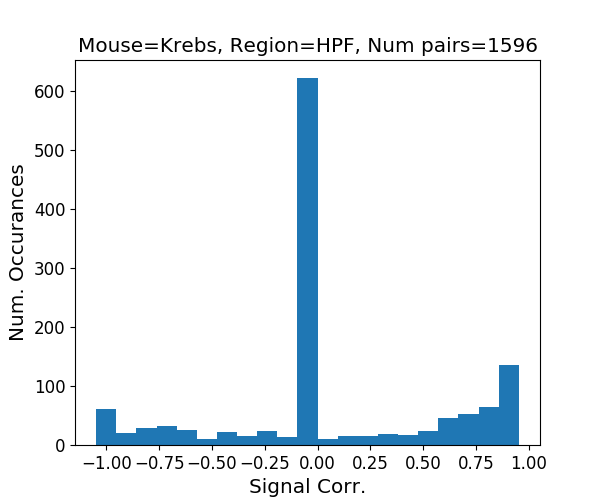 Mouse=Krebs, Region=HPF, Num pairs=1596
Num. Occurances
600
500
400
300
200
100
0
−1.00 −0.75 −0.50 −0.25 0.00 0.25 0.50 0.75 1.00
Signal Corr.